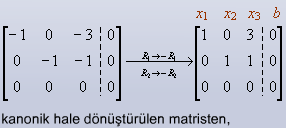 x₁ x₂ x₃ b
[-1 0 -3 ¦ 0] [1 0 3 ¦ 0]
[0 -1 -1 ¦ 0] R₁→-R₁ R₂→-R₂ [0 1 1 ¦ 0]
[0 0 0 ¦ 0] [0 0 0 ¦ 0]
kanonik hale dönüştürülen matristen,